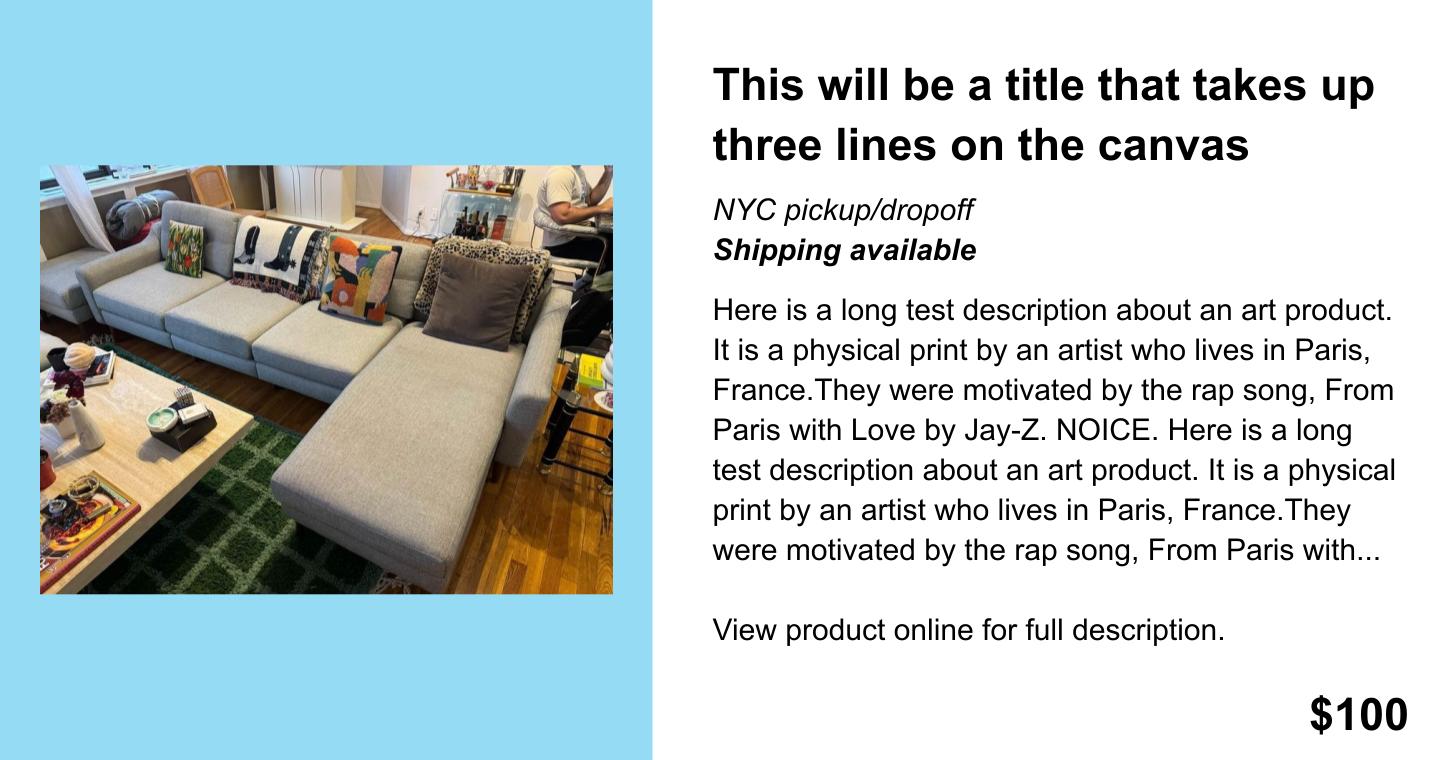 This will be a title that takes up
three lines on the canvas
NYC pickup/dropoff
Shipping available
Here is a long test description about an art product.
It is a physical print by an artist who lives in Paris,
France.They were motivated by the rap song, From
Paris with Love by Jay-Z. NOICE. Here is a long
test description about an art product. It is a physical
print by an artist who lives in Paris, France.They
were motivated by the rap song, From Paris with...
View product online for full description.
$100